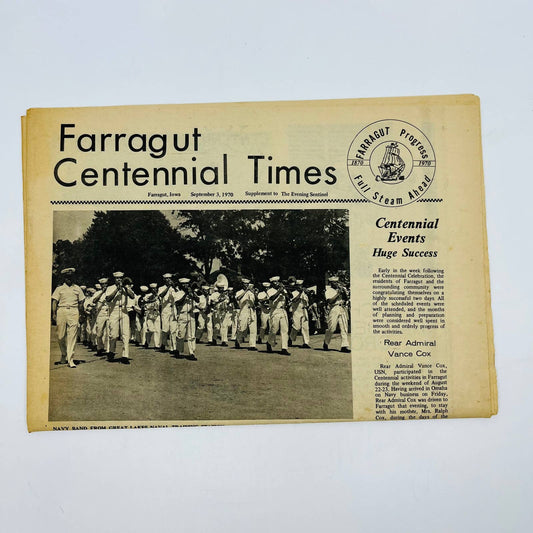 Farragut
Centennial Times
Farragut, Iowa September 3, 1970 Supplement to The Evening Sentinel
FARRAGUT Progress
1870 1970
Full Steam Ahead
Centennial
Events
Huge Success
Early in the week following
the Centennial Celebration, the
residents of Farragut and the
surrounding community were
congratulating themselves on a
highly successful two days. All
of the scheduled events were
well attended, and the months
of planning and preparation
were considered well spent in
smooth and orderly progress of
the activities.
Rear Admiral
Vance Cox
Rear Admiral Vance Cox,
USN, participated in the
Centennial activities in Farragut
during the weekend of August
22-23. Having arrived in Omaha
on Navy business on Friday,
Rear Admiral Cox was driven to
Farragut that evening, to stay
with his mother, Mrs. Ralph
Cox, during the days of the
NAVY BAND FROM GREAT LAKES NAVAL TRAINING